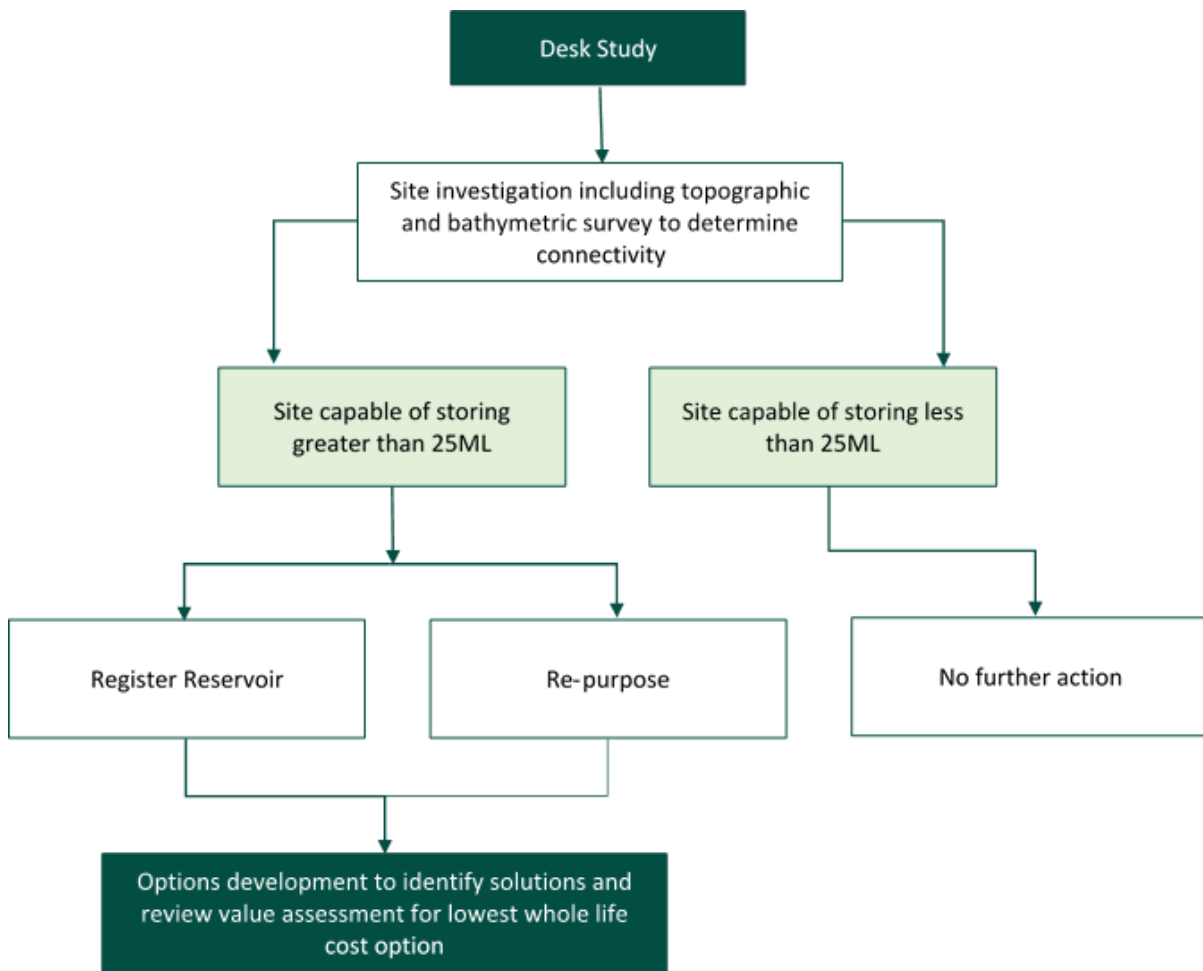 Desk Study
Site investigation including topographic
and bathymetric survey to determine
connectivity
Site capable of storing
greater than 25ML
Site capable of storing less
than 25ML
Register Reservoir
Re-purpose
No further action
Options development to identify solutions and
review value assessment for lowest whole life
cost option